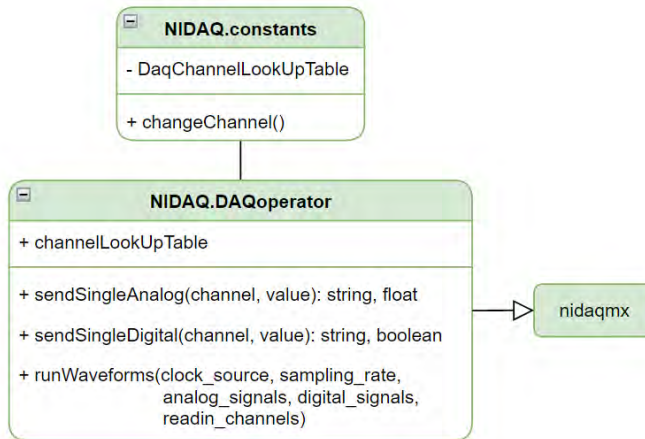 NIDAQ.constants
- DaqChannelLookUpTable
+ changeChannel()
NIDAQ.DAQoperator
+ channelLookUpTable
+ sendSingleAnalog(channel, value): string, float
+ sendSingleDigital(channel, value): string, boolean
+ runWaveforms(clock_source, sampling_rate,
analog_signals, digital_signals,
readin_channels)
nidaqmx